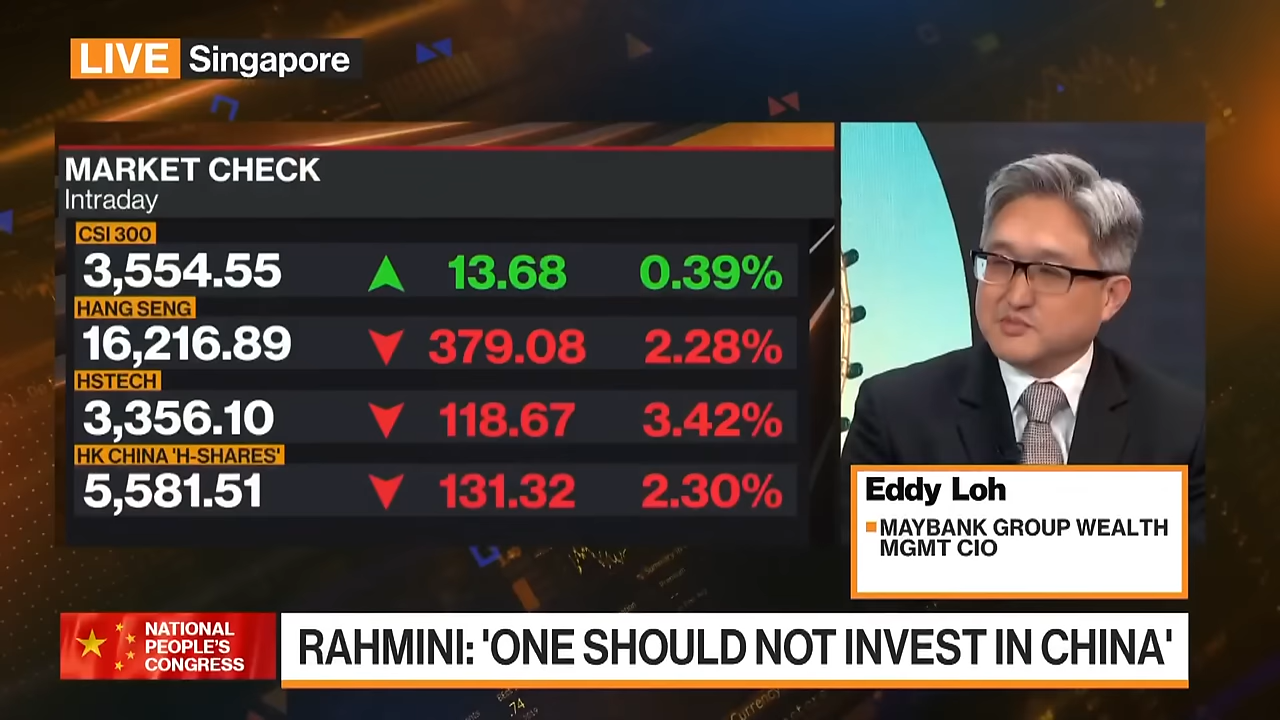 LIVE Singapore
MARKET CHECK
Intraday
CSI 300
3,554.55 13.68 0.39%
HANG SENG
16,216.89 379.08 2.28%
HSTECH
3,356.10 118.67 3.42%
HK CHINA 'H-SHARES'
5,581.51 131.32 2.30%
Eddy Loh
MAYBANK GROUP WEALTH
MGMT CIO
NATIONAL
PEOPLE'S
CONGRESS
RAHMINI: 'ONE SHOULD NOT INVEST IN CHINA'
.74
Currency